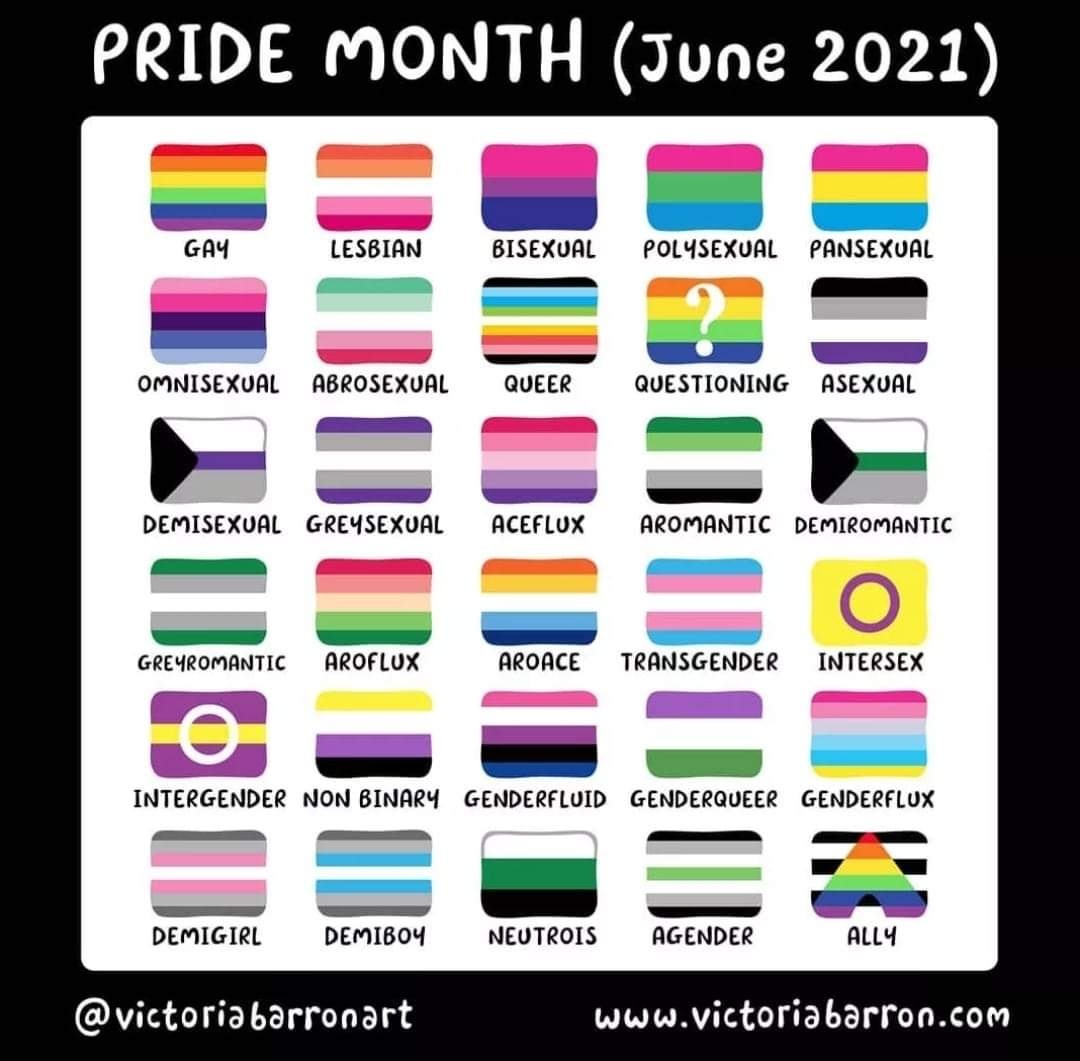 PRIDE MONTH (June 2021)
GAY LESBIAN BISEXUAL POLYSEXUAL PANSEXUAL
?
OMNISEXUAL ABROSEXUAL QUEER QUESTIONING ASEXUAL
DEMISEXUAL GREYSEXUAL ACEFLUX AROMANTIC DEMIROMANTIC
GREYROMANTIC AROFLUX AROACE TRANSGENDER INTERSEX
INTERGENDER NON BINARY GENDERFLUID GENDERQUEER GENDERFLUX
DEMIGIRL DEMIBOY NEUTROIS AGENDER ALLY
@victoriabarronart www.victoriabarron.com